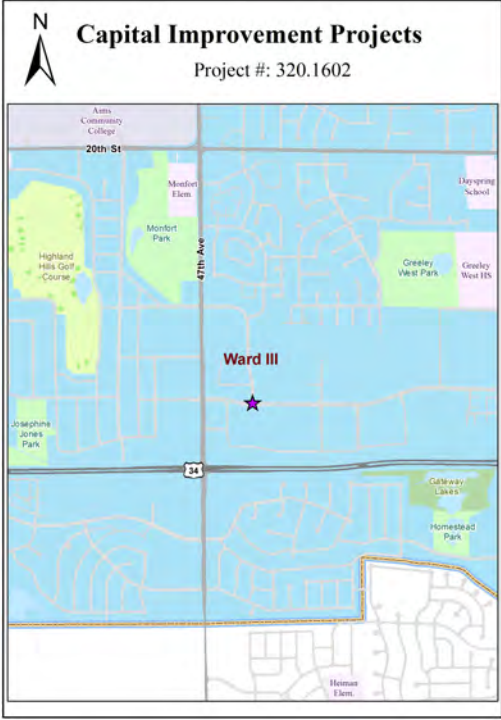 N
Capital Improvement Projects
Project #: 320.1602
Aims
Community
College
20th St
Monfort
Elem.
Dayspring
School
Monfort
Park
47th Ave
Highland
Hills Golf
Course
Greeley
West Park
Greeley
West HS
Ward III
Josephine
Jones
Park
34
Gateway
Lakes
Homestead
Park
Heiman
Elem.